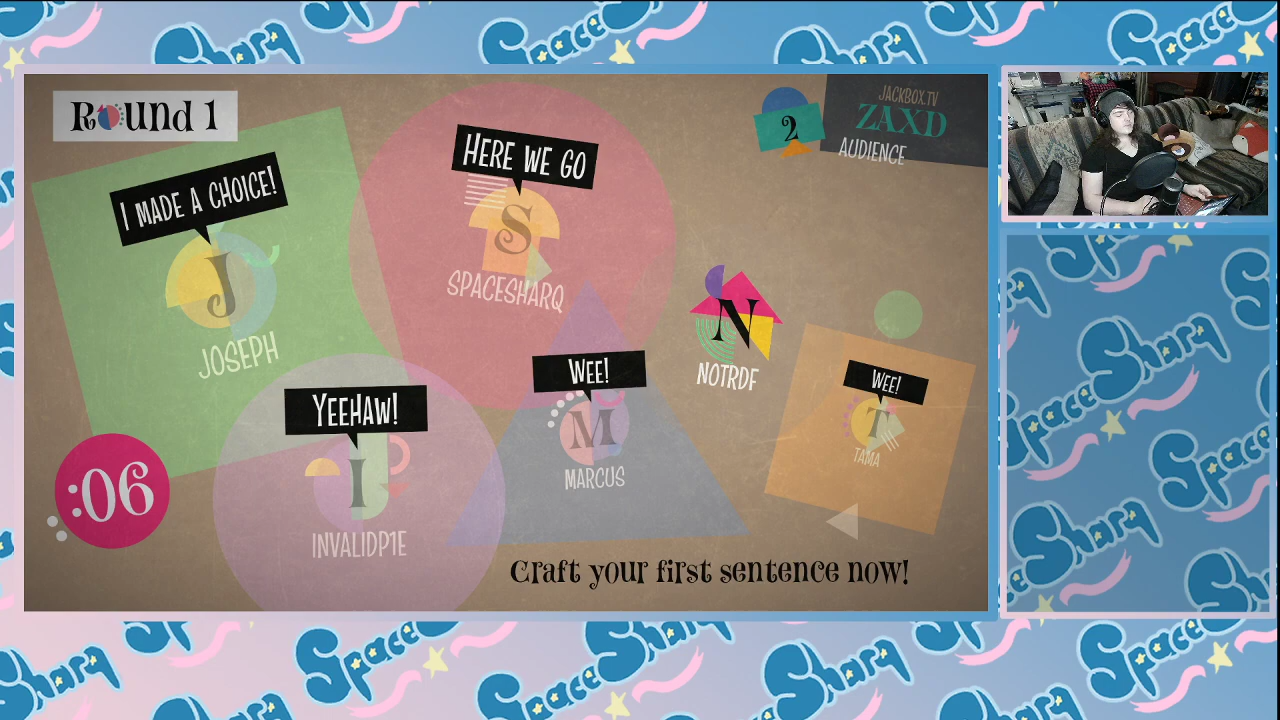 Round 1
JACKBOX.TV
ZAXD
2
AUDIENCE
HERE WE GO
I MADE A CHOICE!
S
SPACESHARQ
J
JOSEPH
N
NOTRDF
WEE!
M
MARCUS
WEE!
T
TAMA
YEEHAW!
I
INVALIDP1E
:06
Craft your first sentence now!
SpaceSharq